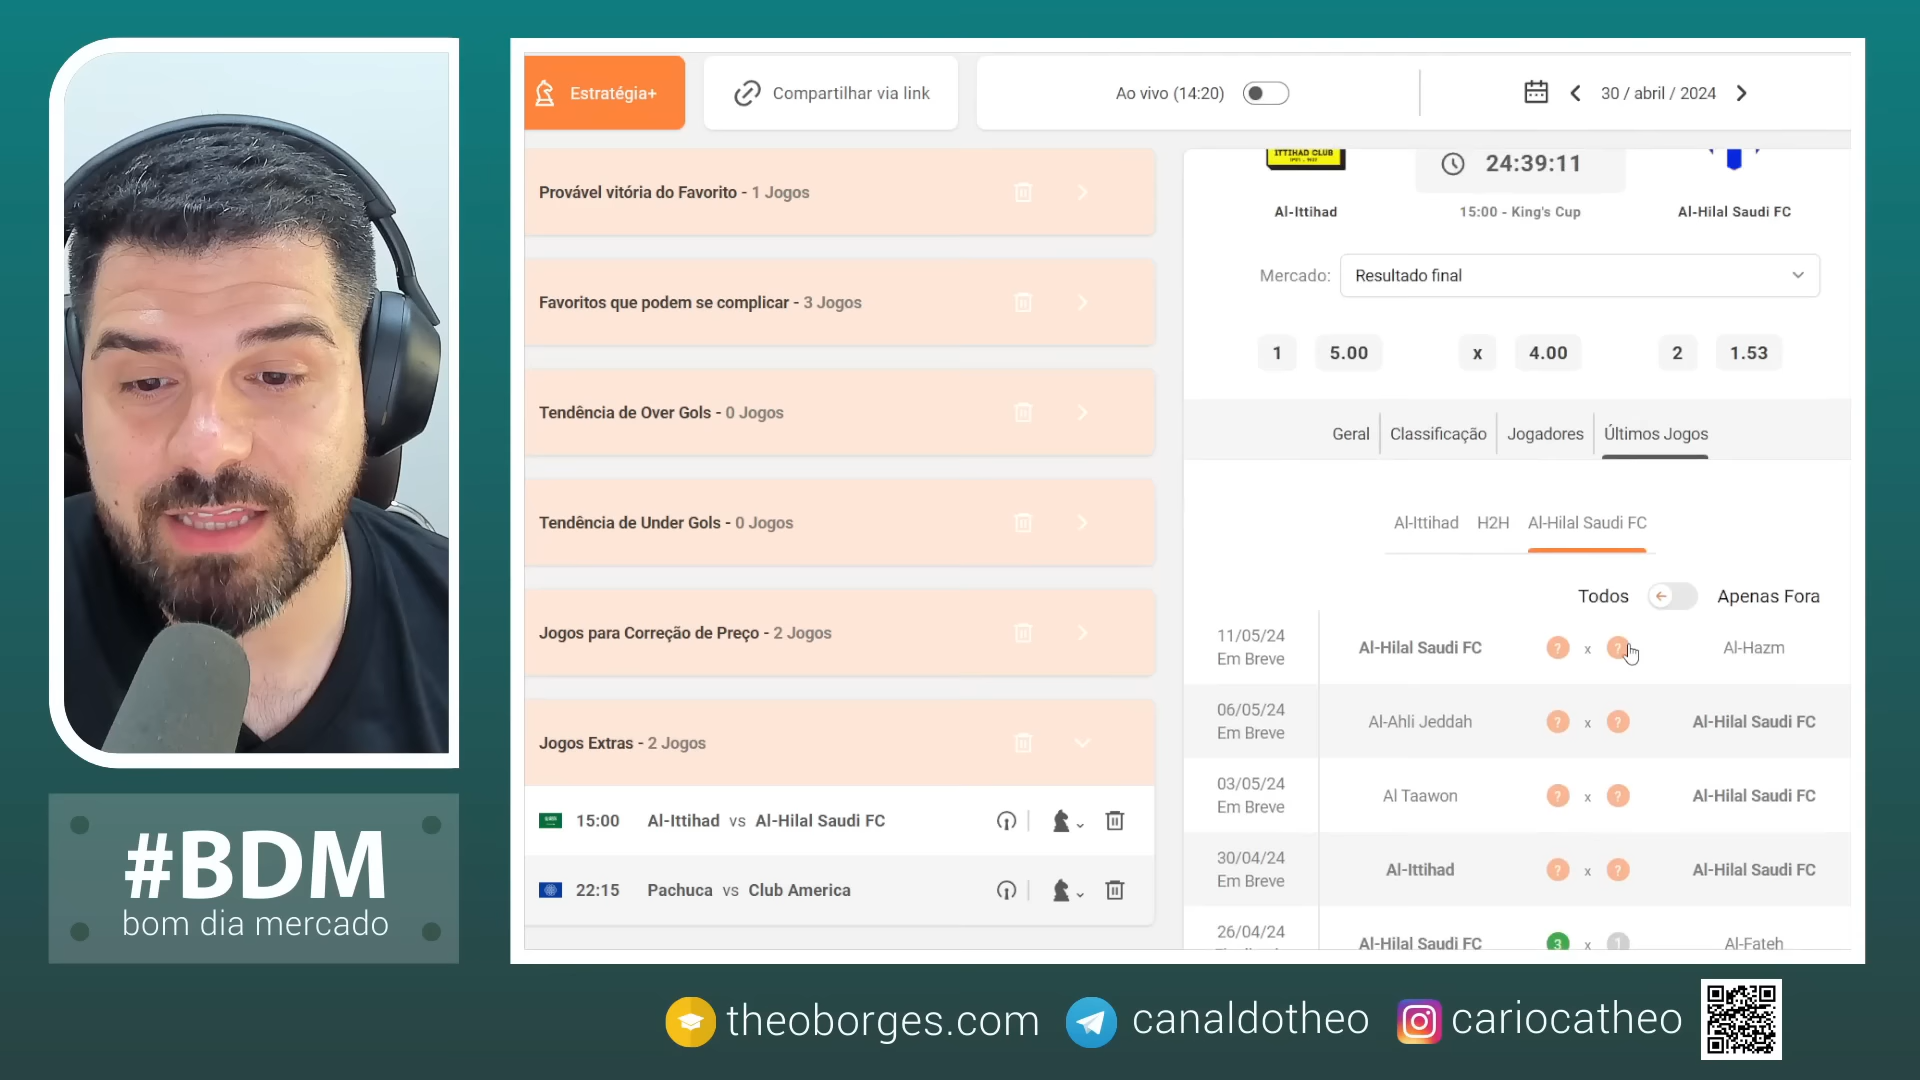 Estratégia+
Compartilhar via link
Ao vivo (14:20)
30 / abril / 2024
Provável vitória do Favorito - 1 Jogos
Favoritos que podem se complicar - 3 Jogos
Tendência de Over Gols - 0 Jogos
Tendência de Under Gols - 0 Jogos
Jogos para Correção de Preço - 2 Jogos
Jogos Extras - 2 Jogos
15:00 Al-Ittihad vs Al-Hilal Saudi FC
22:15 Pachuca vs Club America
ITTIHAD CLUB
24:39:11
Al-Ittihad
15:00 - King's Cup
Al-Hilal Saudi FC
Mercado: Resultado final
1 5.00 x 4.00 2 1.53
Geral Classificação Jogadores Últimos Jogos
Al-Ittihad H2H Al-Hilal Saudi FC
Todos Apenas Fora
11/05/24
Em Breve
Al-Hilal Saudi FC ? x ? Al-Hazm
06/05/24
Em Breve
Al-Ahli Jeddah ? x ? Al-Hilal Saudi FC
03/05/24
Em Breve
Al Taawon ? x ? Al-Hilal Saudi FC
30/04/24
Em Breve
Al-Ittihad ? x ? Al-Hilal Saudi FC
26/04/24
Al-Hilal Saudi FC 3 x 1 Al-Fateh
#BDM
bom dia mercado
theoborges.com
canaldotheo
cariocatheo